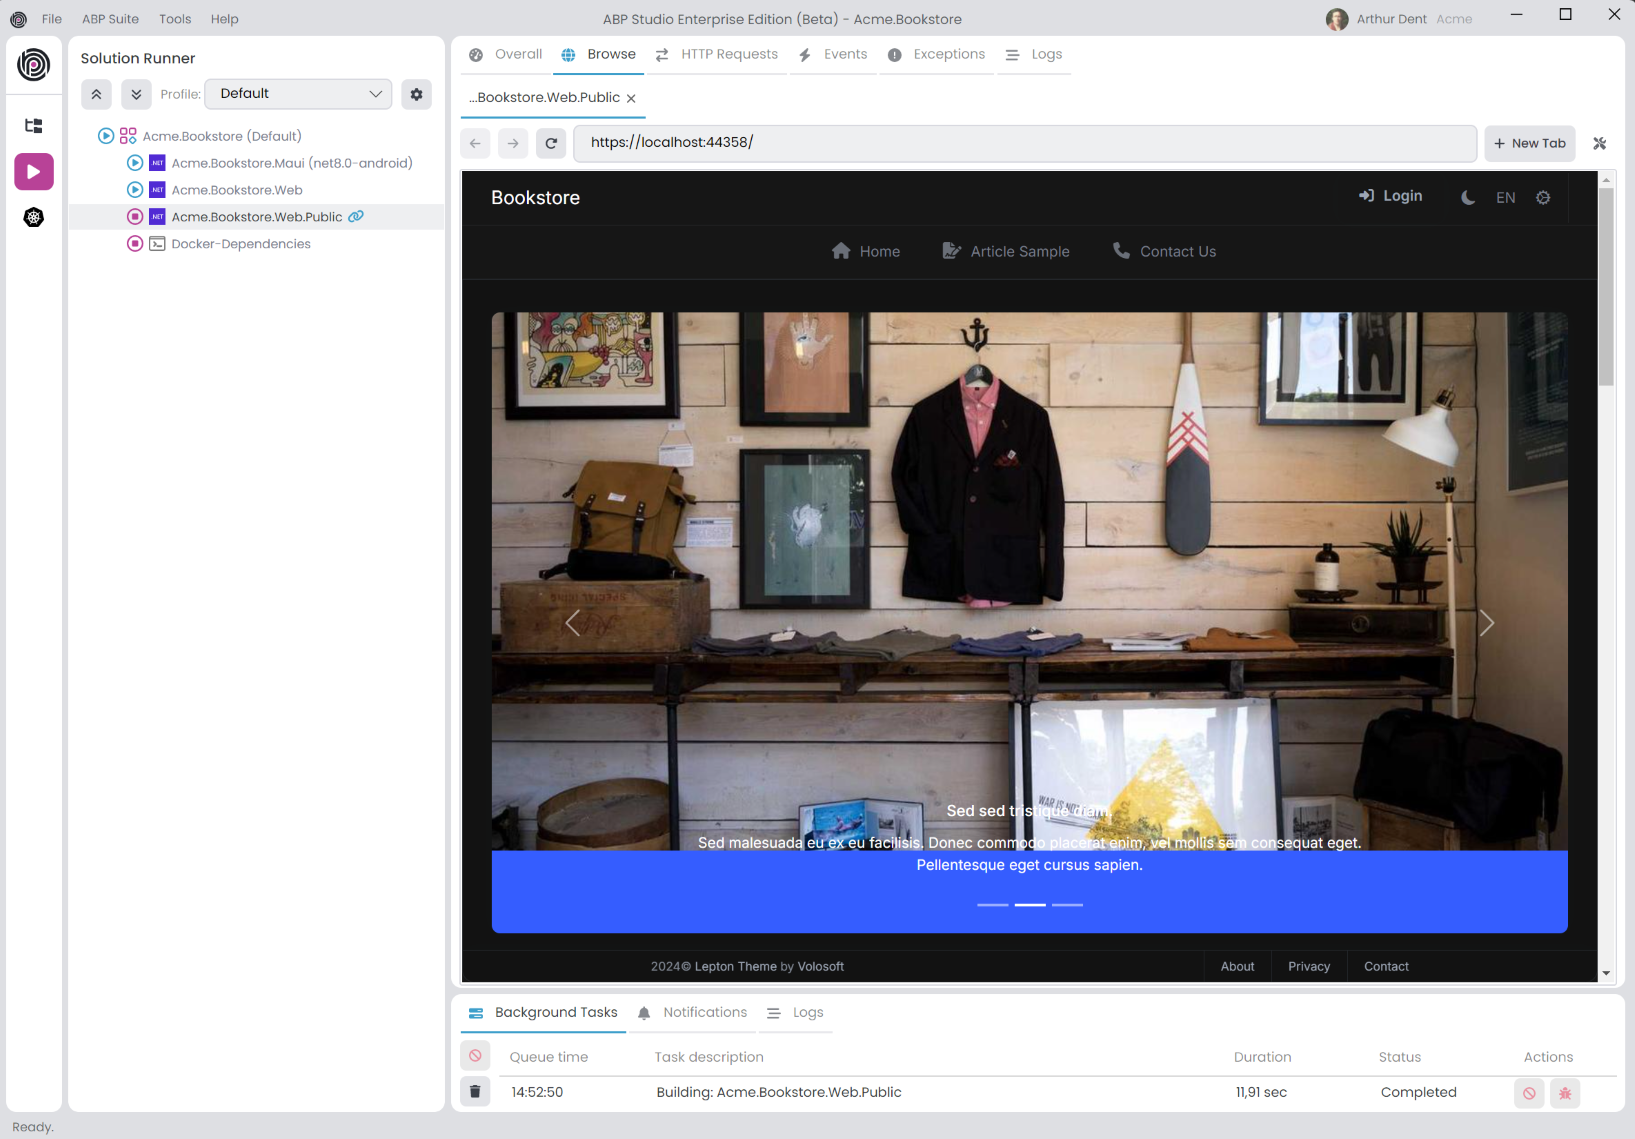 File ABP Suite Tools Help
ABP Studio Enterprise Edition (Beta) - Acme.Bookstore
Arthur Dent Acme
Solution Runner
Profile: Default
Acme.Bookstore (Default)
.NET Acme.Bookstore.Maui (net8.0-android)
.NET Acme.Bookstore.Web
.NET Acme.Bookstore.Web.Public
Docker-Dependencies
Overall Browse HTTP Requests Events Exceptions Logs
...Bookstore.Web.Public
https://localhost:44358/
+ New Tab
Bookstore
Login EN
Home Article Sample Contact Us
WAR IS NOT
Sed sed tristique diam.
Sed malesuada eu ex eu facilisis. Donec commodo placerat enim, vel mollis sem consequat eget.
Pellentesque eget cursus sapien.
2024© Lepton Theme by Volosoft
About Privacy Contact
Background Tasks Notifications Logs
Queue time Task description Duration Status Actions
14:52:50 Building: Acme.Bookstore.Web.Public 11,91 sec Completed
Ready.